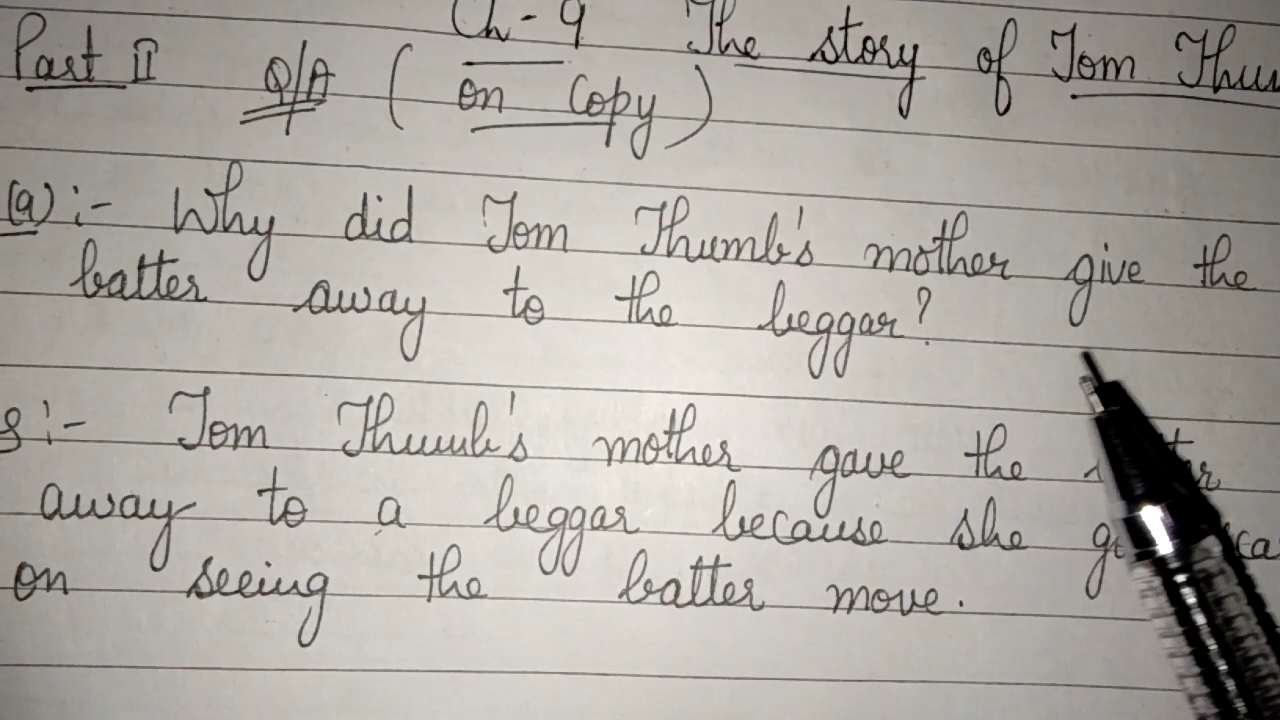 Ch - 9 The story of Tom
Part II Q/A (on Copy)
(a) :- Why did Tom Thumb's mother give the
batter away to the beggar?
:- Tom Thumb's mother gave the
away to a beggar because she
on seeing the batter move.